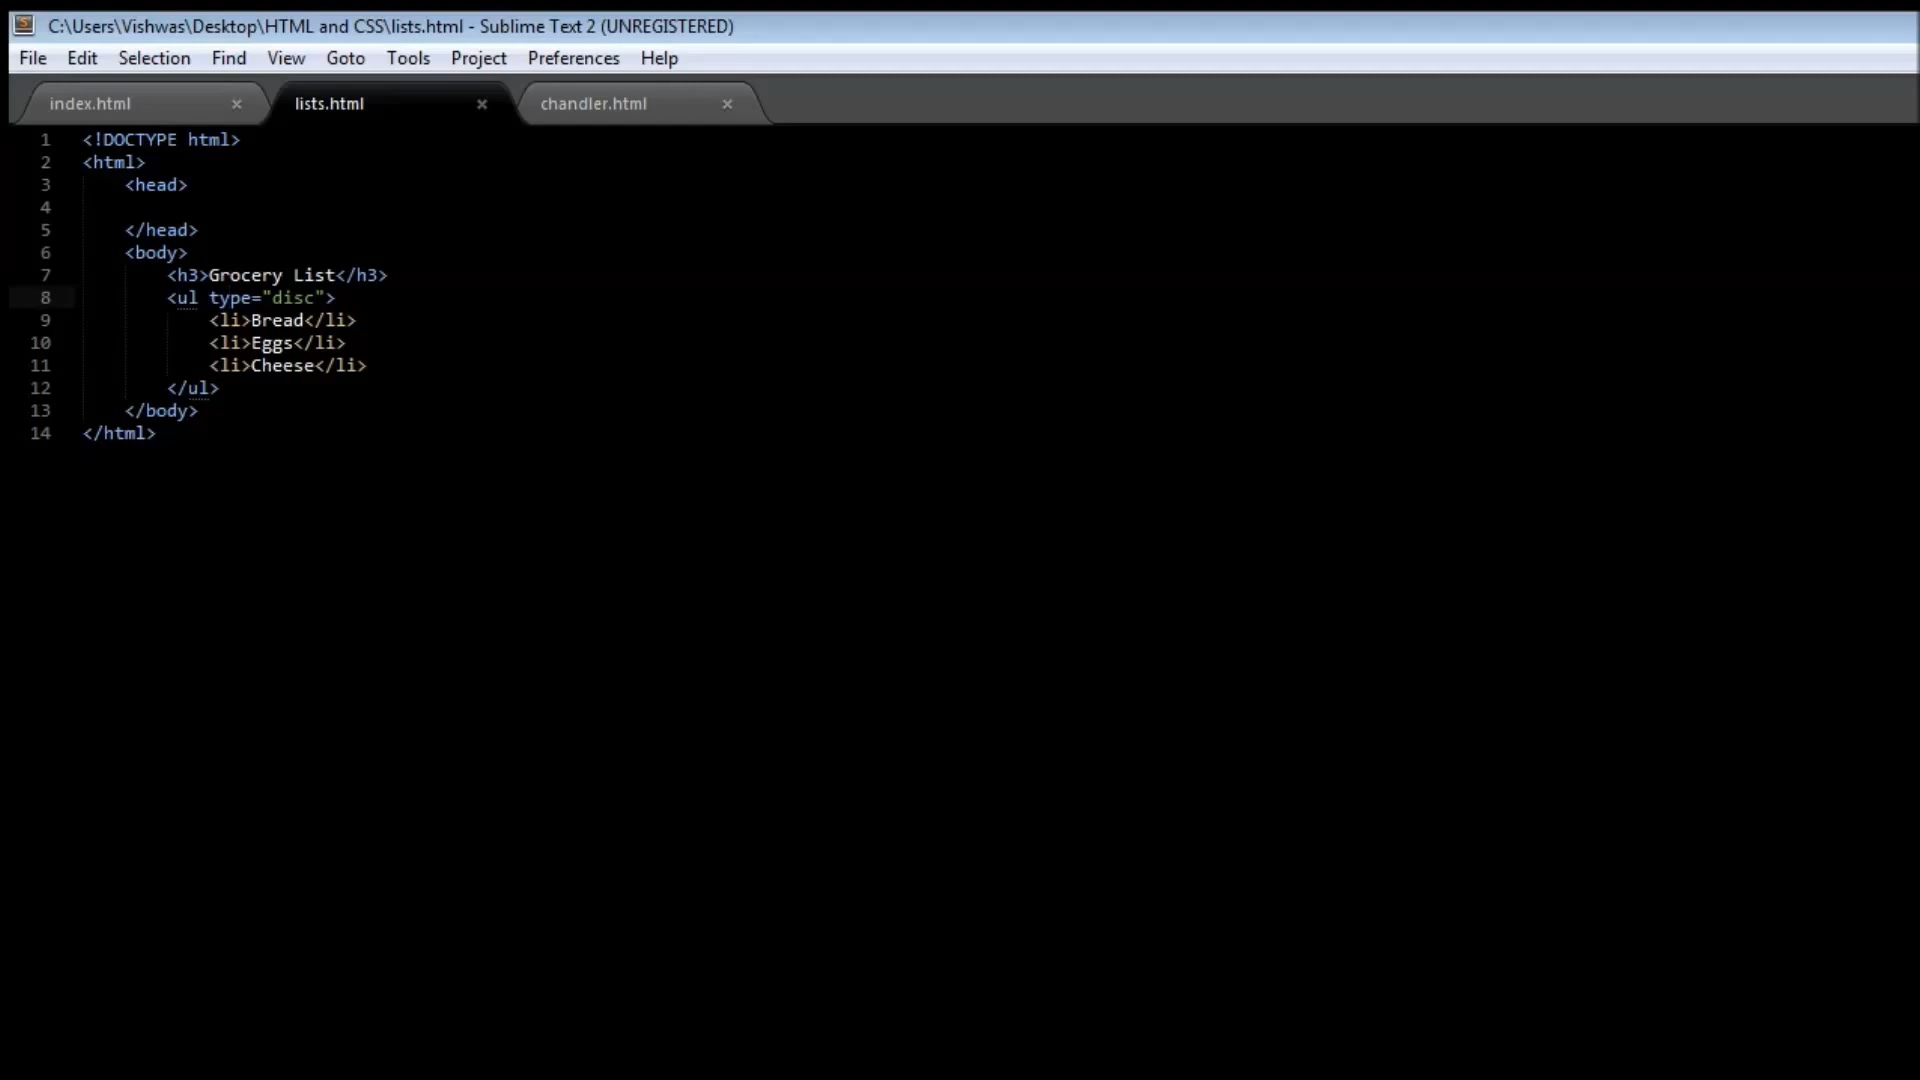 C:\Users\Vishwas\Desktop\HTML and CSS\lists.html - Sublime Text 2 (UNREGISTERED)
File Edit Selection Find View Goto Tools Project Preferences Help
index.html × lists.html × chandler.html ×
1 <!DOCTYPE html>
2 <html>
3 <head>
4
5 </head>
6 <body>
7 <h3>Grocery List</h3>
8 <ul type="disc">
9 <li>Bread</li>
10 <li>Eggs</li>
11 <li>Cheese</li>
12 </ul>
13 </body>
14 </html>